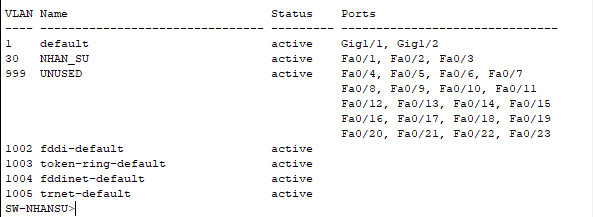 VLAN Name                             Status    Ports
---- -------------------------------- --------- -------------------------------
1    default                          active    Gig1/1, Gig1/2
30   NHAN_SU                          active    Fa0/1, Fa0/2, Fa0/3
999  UNUSED                           active    Fa0/4, Fa0/5, Fa0/6, Fa0/7
                                                Fa0/8, Fa0/9, Fa0/10, Fa0/11
                                                Fa0/12, Fa0/13, Fa0/14, Fa0/15
                                                Fa0/16, Fa0/17, Fa0/18, Fa0/19
                                                Fa0/20, Fa0/21, Fa0/22, Fa0/23
1002 fddi-default                     active
1003 token-ring-default               active
1004 fddinet-default                  active
1005 trnet-default                    active
SW-NHANSU>